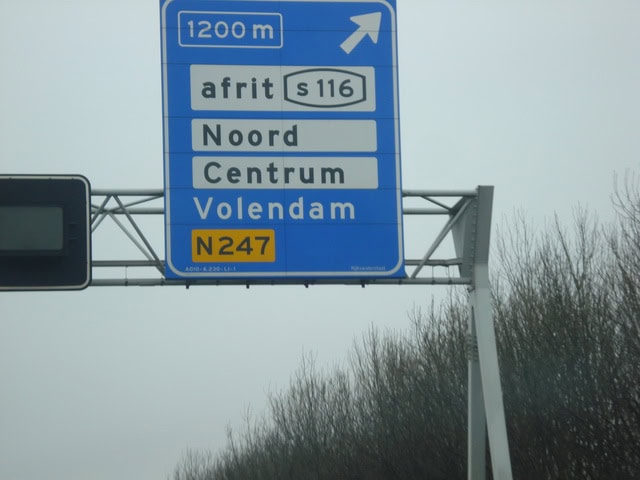 1200 m
afrit s 116
Noord
Centrum
Volendam
N247